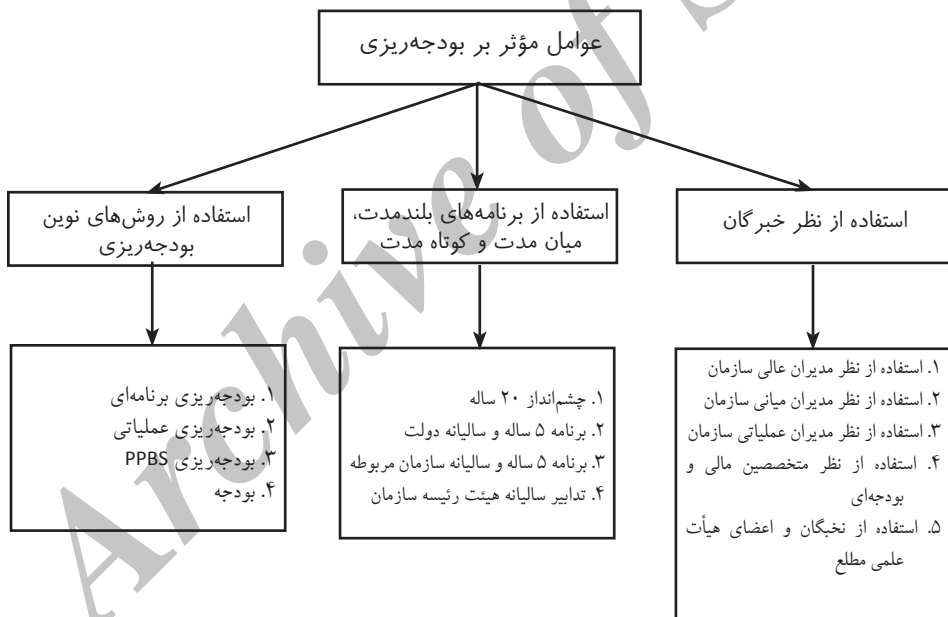 عوامل مؤثر بر بودجه‌ریزی
استفاده از نظر خبرگان
۱. استفاده از نظر مدیران عالی سازمان
۲. استفاده از نظر مدیران میانی سازمان
۳. استفاده از نظر مدیران عملیاتی سازمان
۴. استفاده از نظر متخصصین مالی و
بودجه‌ای
۵. استفاده از نخبگان و اعضای هیأت
علمی مطلع
استفاده از برنامه‌های بلندمدت،
میان مدت و کوتاه مدت
۱. چشم‌انداز ۲۰ ساله
۲. برنامه ۵ ساله و سالیانه دولت
۳. برنامه ۵ ساله و سالیانه سازمان مربوطه
۴. تدابیر سالیانه هیئت رئیسه سازمان
استفاده از روش‌های نوین
بودجه‌ریزی
۱. بودجه‌ریزی برنامه‌ای
۲. بودجه‌ریزی عملیاتی
۳. بودجه‌ریزی PPBS
۴. بودجه
Archive of S